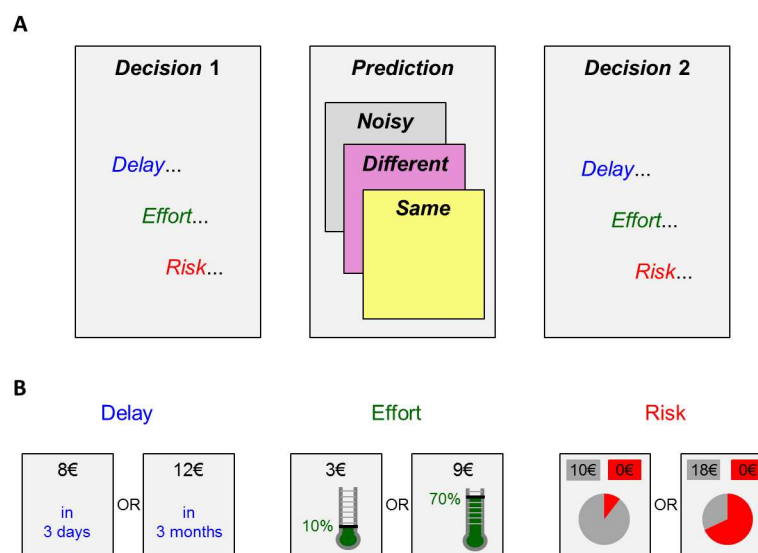 A
Decision 1
Prediction
Decision 2
Noisy
Different
Same
Delay...
Effort...
Risk...
Delay...
Effort...
Risk...
B
Delay
Effort
Risk
8€
in
3 days
OR
12€
in
3 months
3€
10%
OR
9€
70%
10€ 0€
OR
18€ 0€